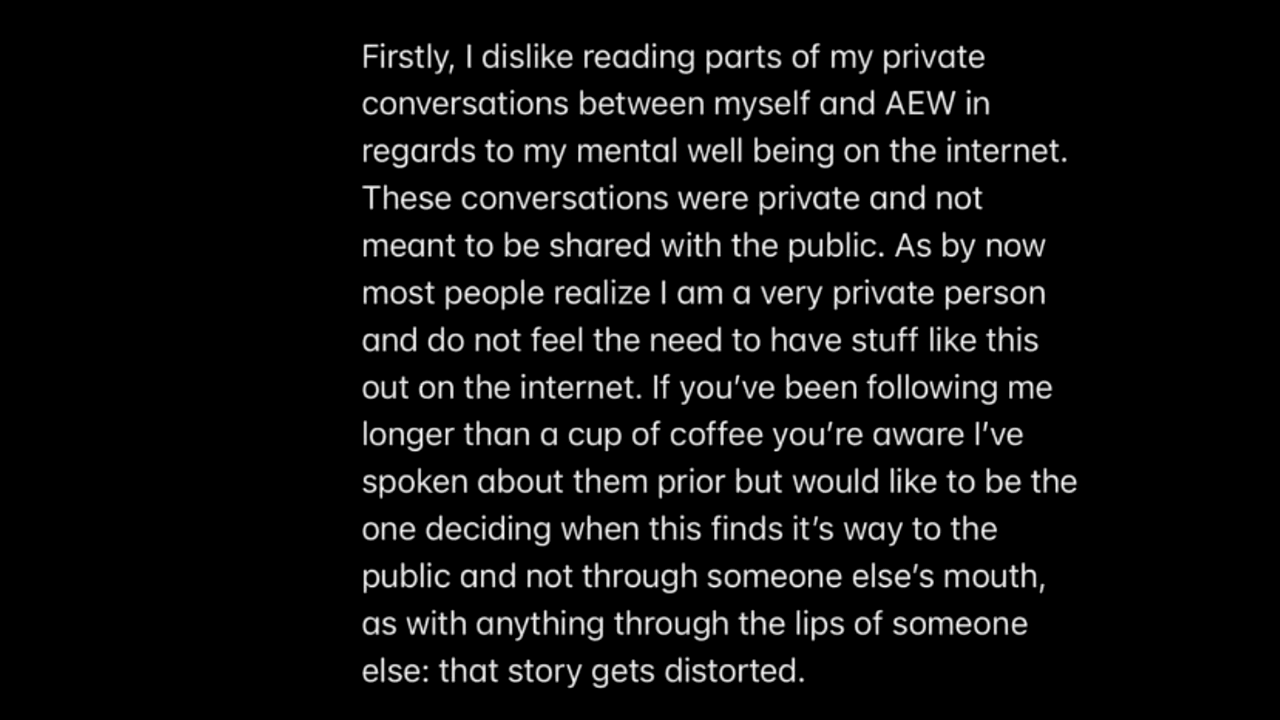 Firstly, I dislike reading parts of my private
conversations between myself and AEW in
regards to my mental well being on the internet.
These conversations were private and not
meant to be shared with the public. As by now
most people realize I am a very private person
and do not feel the need to have stuff like this
out on the internet. If you’ve been following me
longer than a cup of coffee you’re aware I’ve
spoken about them prior but would like to be the
one deciding when this finds it’s way to the
public and not through someone else’s mouth,
as with anything through the lips of someone
else: that story gets distorted.